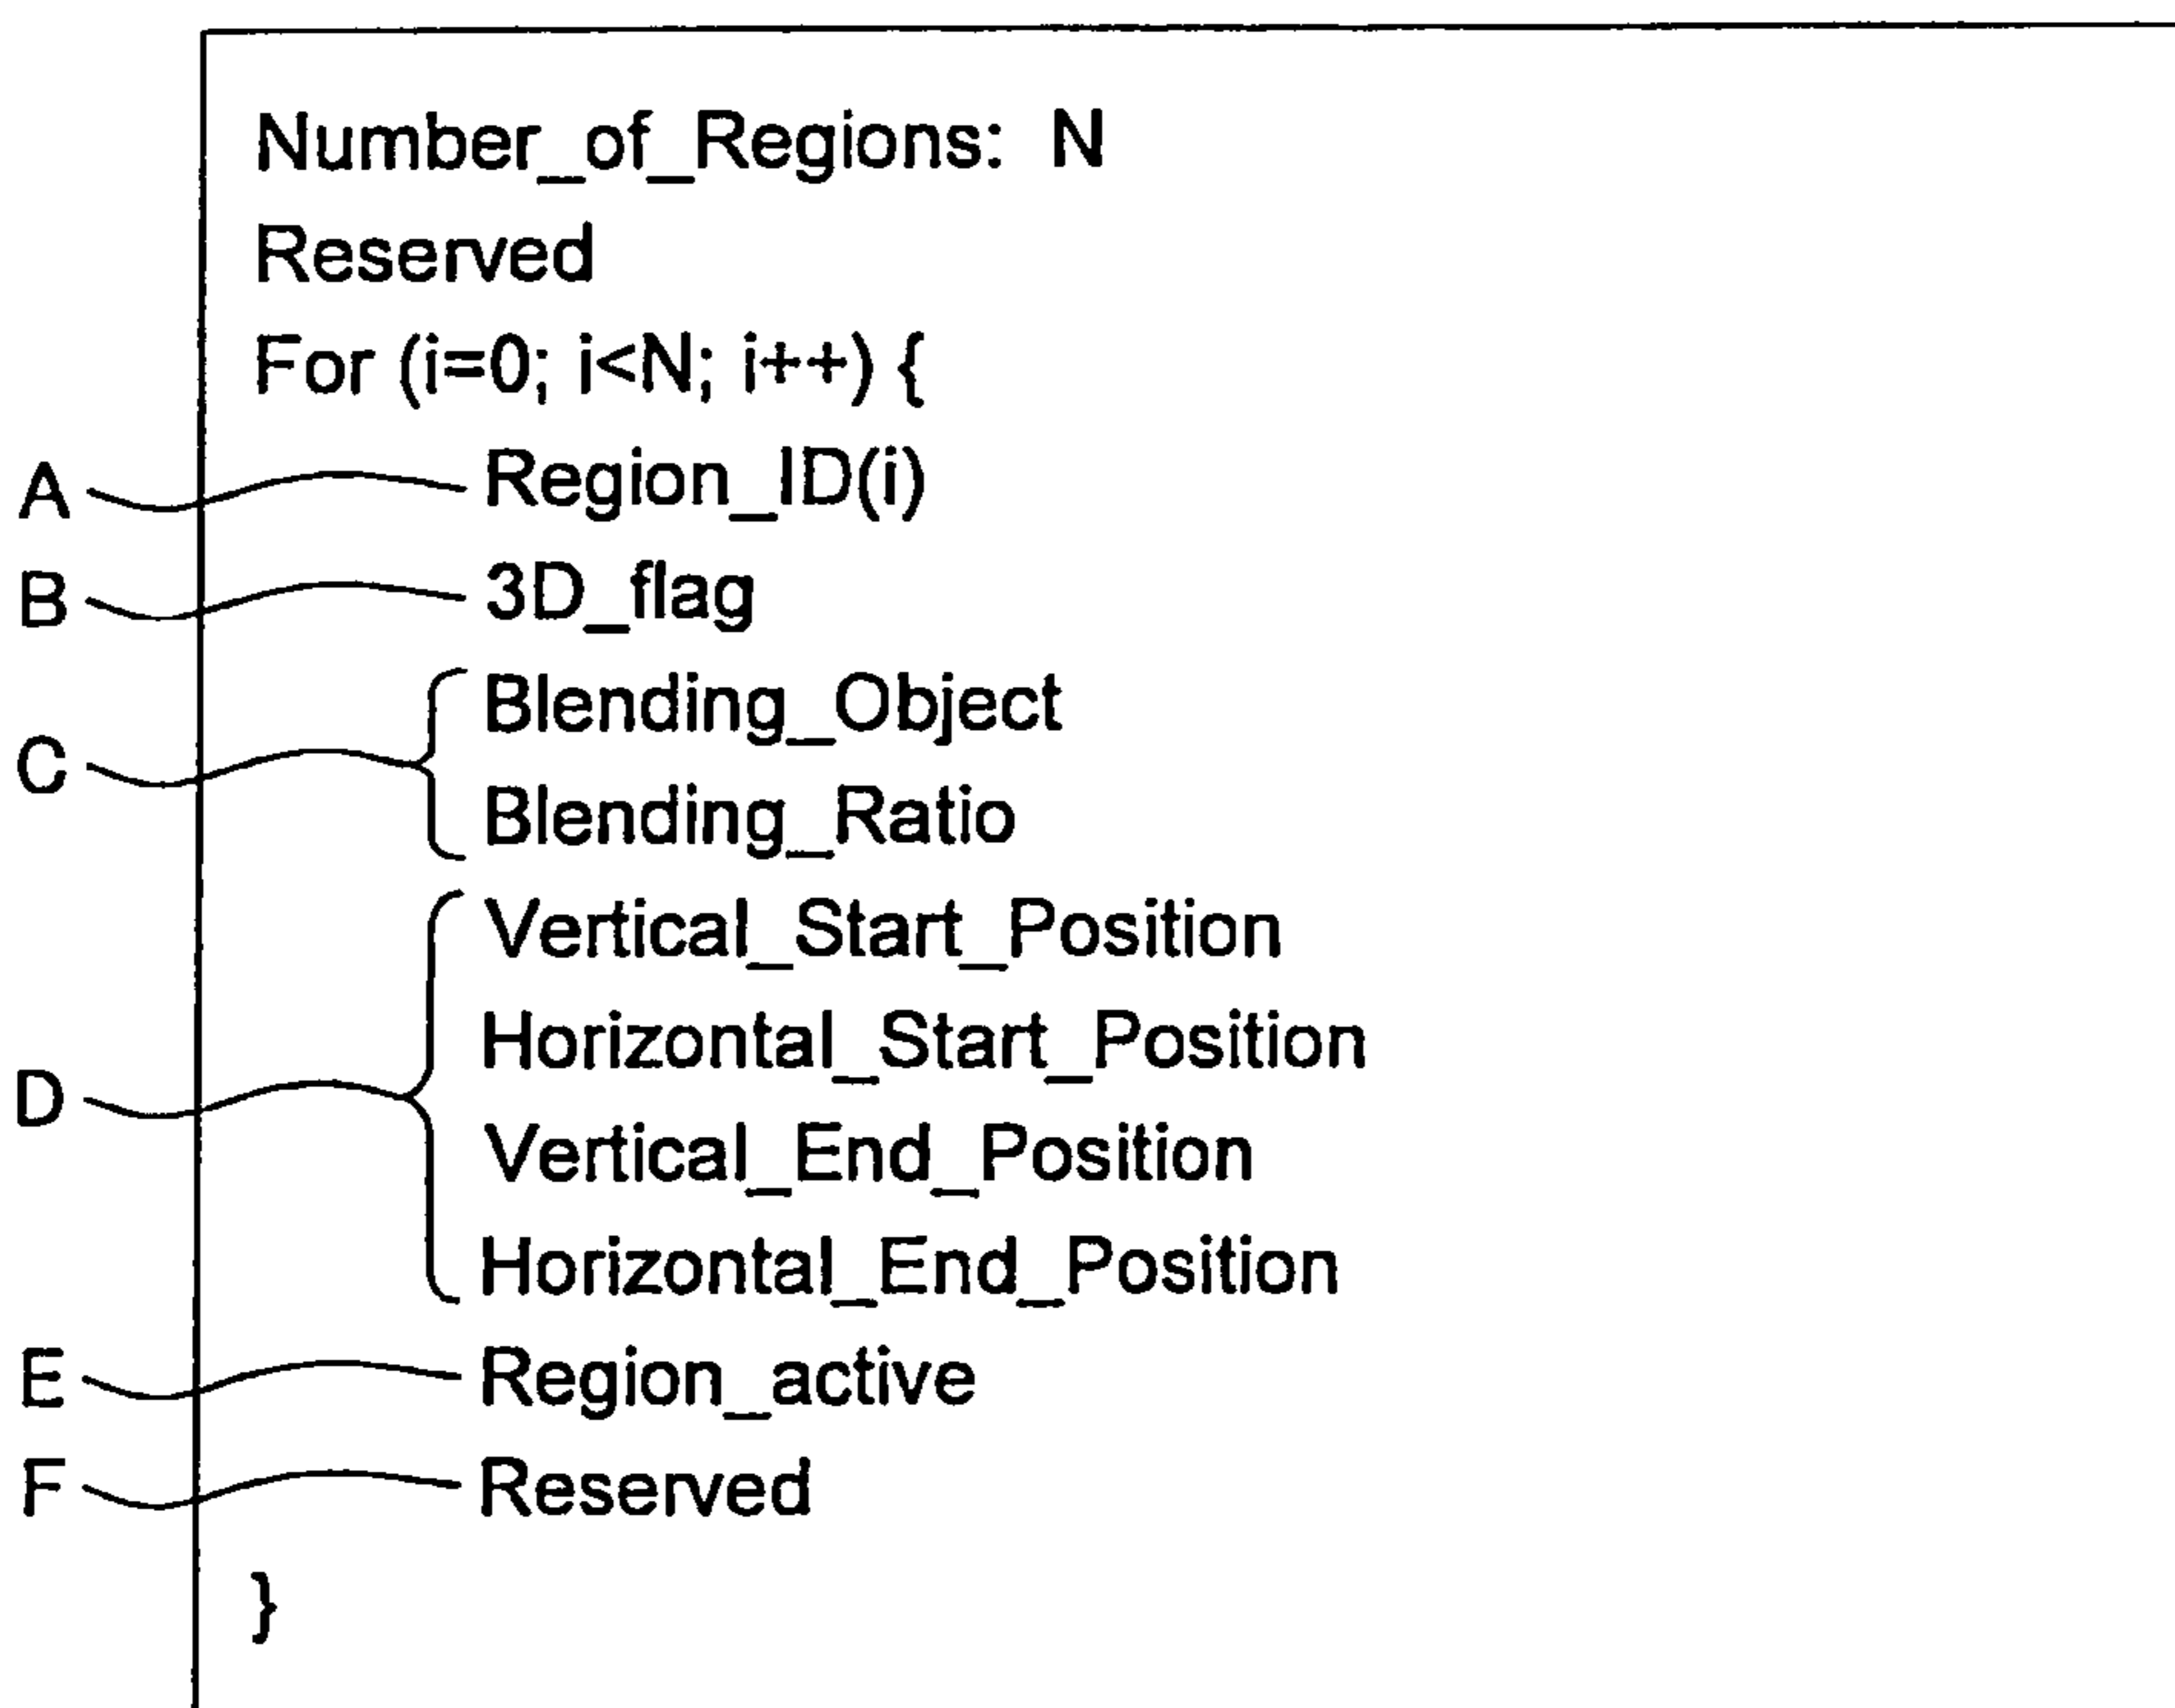 Number_of_Regions: N
Reserved
For (i=0; i<N; i++) {
A Region_ID(i)
B 3D_flag
Blending_Object
C
Blending_Ratio
Vertical_Start_Position
Horizontal_Start_Position
D
Vertical_End_Position
Horizontal_End_Position
E Region_active
F Reserved
}